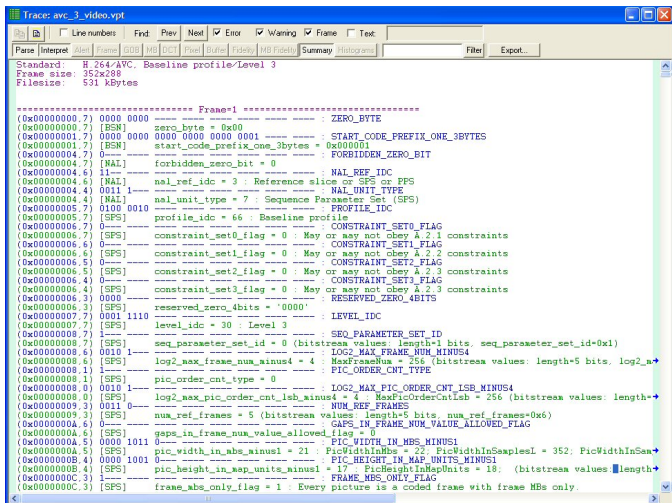 Trace: avc_3_video.vpt
Line numbers Find: Prev Next Error Warning Frame Text:
Parse Interpret Alert Frame GOB MB DCT Pixel Buffer Fidelity MB Fidelity Summary Histograms Filter Export...
Standard: H.264/AVC, Baseline profile/Level 3
Frame size: 352x288
Filesize: 531 kBytes
============================== Frame=1 ==============================
(0x00000000,7) 0000 0000 ---- ---- ---- ---- ---- ---- : ZERO_BYTE
(0x00000000,7) [BSN] zero_byte = 0x00
(0x00000001,7) 0000 0000 0000 0000 0000 0001 ---- ---- : START_CODE_PREFIX_ONE_3BYTES
(0x00000001,7) [BSN] start_code_prefix_one_3bytes = 0x000001
(0x00000004,7) 0--- ---- ---- ---- ---- ---- ---- ---- : FORBIDDEN_ZERO_BIT
(0x00000004,7) [NAL] forbidden_zero_bit = 0
(0x00000004,6) 11-- ---- ---- ---- ---- ---- ---- ---- : NAL_REF_IDC
(0x00000004,6) [NAL] nal_ref_idc = 3 : Reference slice or SPS or PPS
(0x00000004,4) 0011 1--- ---- ---- ---- ---- ---- ---- : NAL_UNIT_TYPE
(0x00000004,4) [NAL] nal_unit_type = 7 : Sequence Parameter Set (SPS)
(0x00000005,7) 0100 0010 ---- ---- ---- ---- ---- ---- : PROFILE_IDC
(0x00000005,7) [SPS] profile_idc = 66 : Baseline profile
(0x00000006,7) 0--- ---- ---- ---- ---- ---- ---- ---- : CONSTRAINT_SET0_FLAG
(0x00000006,7) [SPS] constraint_set0_flag = 0 : May or may not obey A.2.1 constraints
(0x00000006,6) 0--- ---- ---- ---- ---- ---- ---- ---- : CONSTRAINT_SET1_FLAG
(0x00000006,6) [SPS] constraint_set1_flag = 0 : May or may not obey A.2.2 constraints
(0x00000006,5) 0--- ---- ---- ---- ---- ---- ---- ---- : CONSTRAINT_SET2_FLAG
(0x00000006,5) [SPS] constraint_set2_flag = 0 : May or may not obey A.2.3 constraints
(0x00000006,4) 0--- ---- ---- ---- ---- ---- ---- ---- : CONSTRAINT_SET3_FLAG
(0x00000006,4) [SPS] constraint_set3_flag = 0 : May or may not obey A.2.3 constraints
(0x00000006,3) 0000 ---- ---- ---- ---- ---- ---- ---- : RESERVED_ZERO_4BITS
(0x00000006,3) [SPS] reserved_zero_4bits = '0000'
(0x00000007,7) 0001 1110 ---- ---- ---- ---- ---- ---- : LEVEL_IDC
(0x00000007,7) [SPS] level_idc = 30 : Level 3
(0x00000008,7) 1--- ---- ---- ---- ---- ---- ---- ---- : SEQ_PARAMETER_SET_ID
(0x00000008,7) [SPS] seq_parameter_set_id = 0 (bitstream values: length=1 bits, seq_parameter_set_id=0x1)
(0x00000008,6) 0010 1--- ---- ---- ---- ---- ---- ---- : LOG2_MAX_FRAME_NUM_MINUS4
(0x00000008,6) [SPS] log2_max_frame_num_minus4 = 4 : MaxFrameNum = 256 (bitstream values: length=5 bits, log2_m
(0x00000008,1) 1--- ---- ---- ---- ---- ---- ---- ---- : PIC_ORDER_CNT_TYPE
(0x00000008,1) [SPS] pic_order_cnt_type = 0
(0x00000008,0) 0010 1--- ---- ---- ---- ---- ---- ---- : LOG2_MAX_PIC_ORDER_CNT_LSB_MINUS4
(0x00000008,0) [SPS] log2_max_pic_order_cnt_lsb_minus4 = 4 : MaxPicOrderCntLsb = 256 (bitstream values: length=
(0x00000009,3) 0011 0--- ---- ---- ---- ---- ---- ---- : NUM_REF_FRAMES
(0x00000009,3) [SPS] num_ref_frames = 5 (bitstream values: length=5 bits, num_ref_frames=0x6)
(0x0000000A,6) 0--- ---- ---- ---- ---- ---- ---- ---- : GAPS_IN_FRAME_NUM_VALUE_ALLOWED_FLAG
(0x0000000A,6) [SPS] gaps_in_frame_num_value_allowed_flag = 0
(0x0000000A,5) 0000 1011 0--- ---- ---- ---- ---- ---- : PIC_WIDTH_IN_MBS_MINUS1
(0x0000000A,5) [SPS] pic_width_in_mbs_minus1 = 21 : PicWidthInMbs = 22; PicWidthInSamplesL = 352; PicWidthInSam
(0x0000000B,4) 0000 1001 0--- ---- ---- ---- ---- ---- : PIC_HEIGHT_IN_MAP_UNITS_MINUS1
(0x0000000B,4) [SPS] pic_height_in_map_units_minus1 = 17 : PicHeightInMapUnits = 18; (bitstream values: length
(0x0000000C,3) 1--- ---- ---- ---- ---- ---- ---- ---- : FRAME_MBS_ONLY_FLAG
(0x0000000C,3) [SPS] frame_mbs_only_flag = 1 : Every picture is a coded frame with frame MBs only.